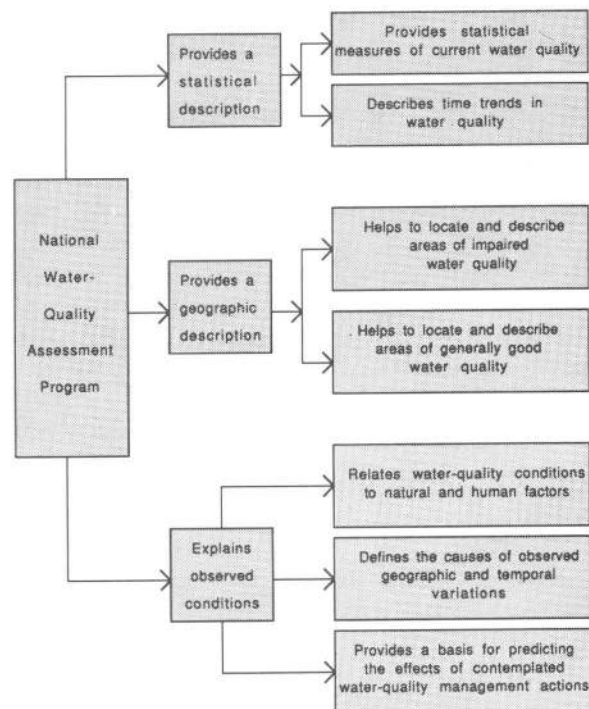 National
Water-
Quality
Assessment
Program
Provides a
statistical
description
Provides statistical
measures of current water quality
Describes time trends in
water quality
Provides a
geographic
description
Helps to locate and describe
areas of impaired
water quality
Helps to locate and describe
areas of generally good
water quality
Explains
observed
conditions
Relates water-quality conditions
to natural and human factors
Defines the causes of observed
geographic and temporal
variations
Provides a basis for predicting
the effects of contemplated
water-quality management actions